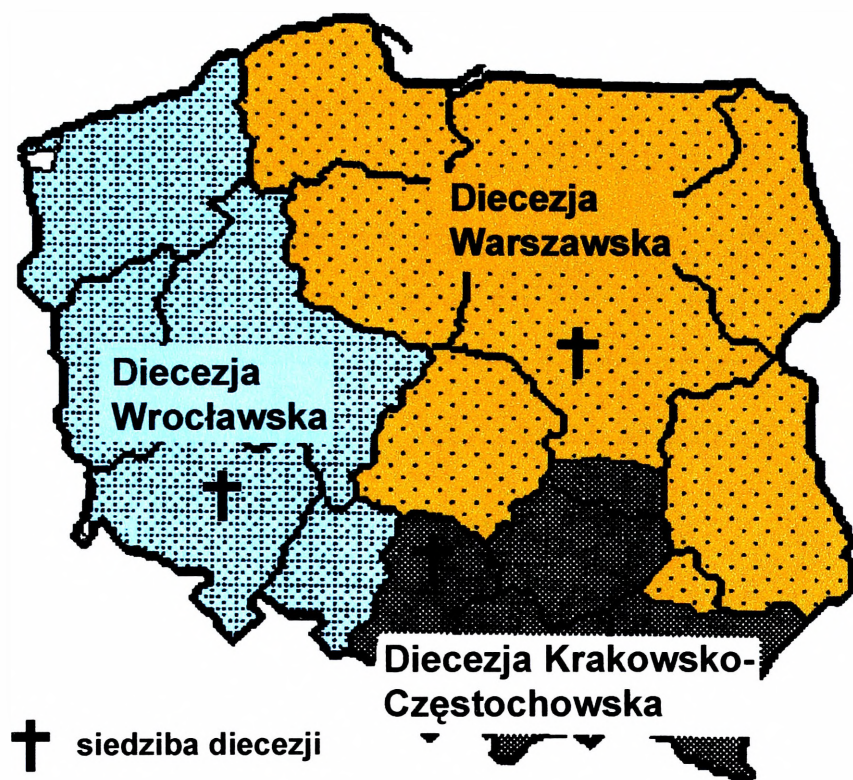 Diecezja
Warszawska
Diecezja
Wrocławska
Diecezja Krakowsko-
Częstochowska
siedziba diecezji